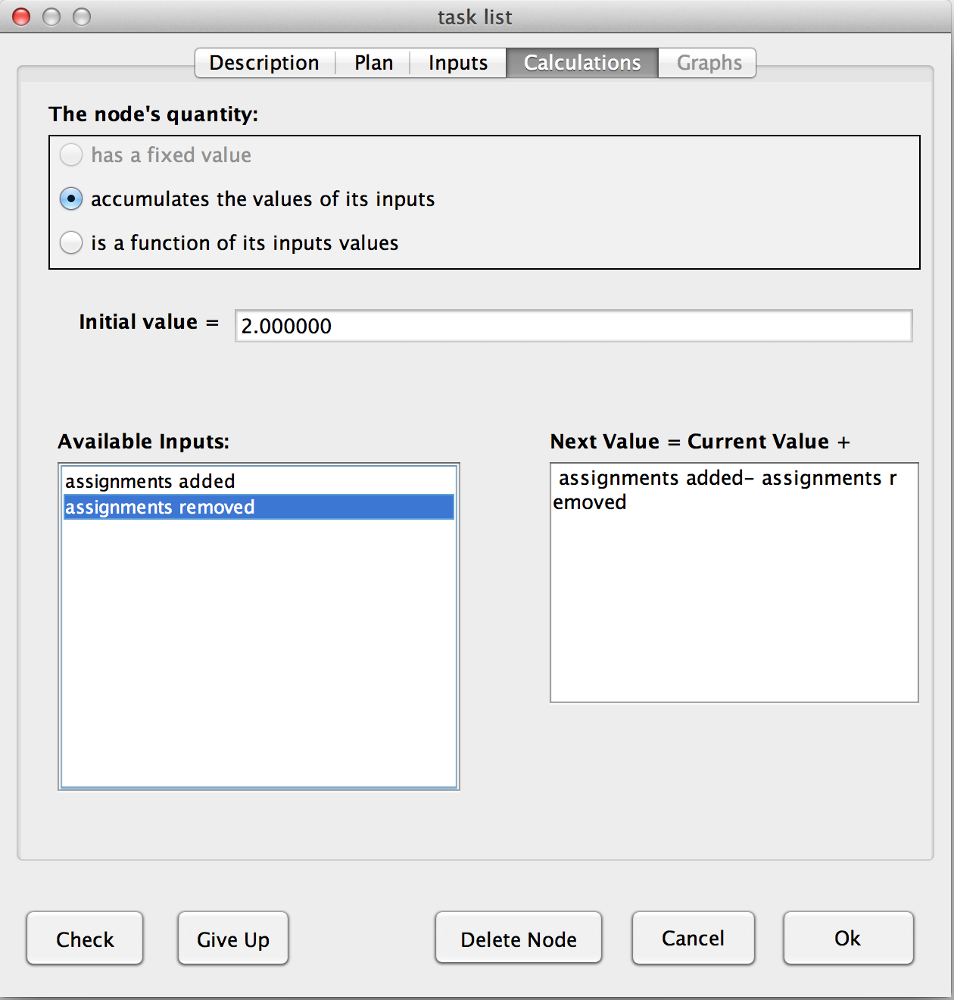 task list
Description Plan Inputs Calculations Graphs
The node's quantity:
has a fixed value
accumulates the values of its inputs
is a function of its inputs values
Initial value = 2.000000
Available Inputs:
assignments added
assignments removed
Next Value = Current Value +
assignments added- assignments r
emoved
Check Give Up Delete Node Cancel Ok